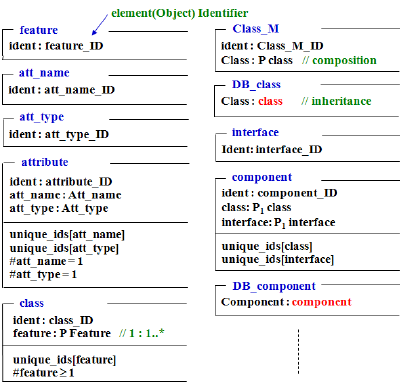 element(Object) Identifier
feature
ident : feature_ID
att_name
ident : att_name_ID
att_type
ident : att_type_ID
attribute
ident : attribute_ID
att_name : Att_name
att_type : Att_type
unique_ids[att_name]
unique_ids[att_type]
#att_name = 1
#att_type = 1
class
ident : class_ID
feature : P Feature // 1 : 1..*
unique_ids[feature]
#feature ≥ 1
Class_M
ident : Class_M_ID
Class : P class // composition
DB_class
Class : class // inheritance
interface
Ident : interface_ID
component
ident : component_ID
class: P1 class
interface: P1 interface
unique_ids[class]
unique_ids[interface]
DB_component
Component : component